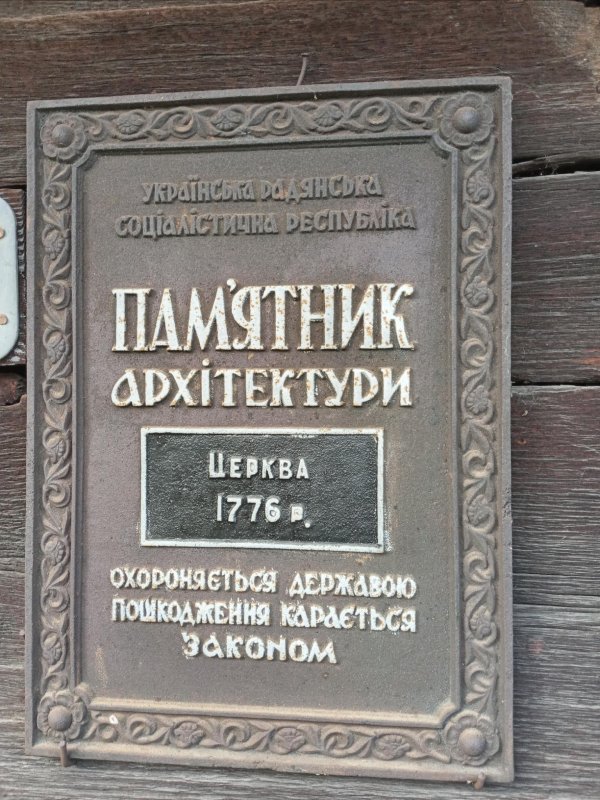 УКРАЇНСЬКА РАДЯНСЬКА
СОЦІАЛІСТИЧНА РЕСПУБЛІКА
ПАМ'ЯТНИК
АРХІТЕКТУРИ
ЦЕРКВА
1776 р.
ОХОРОНЯЄТЬСЯ ДЕРЖАВОЮ
ПОШКОДЖЕННЯ КАРАЄТЬСЯ
ЗАКОНОМ